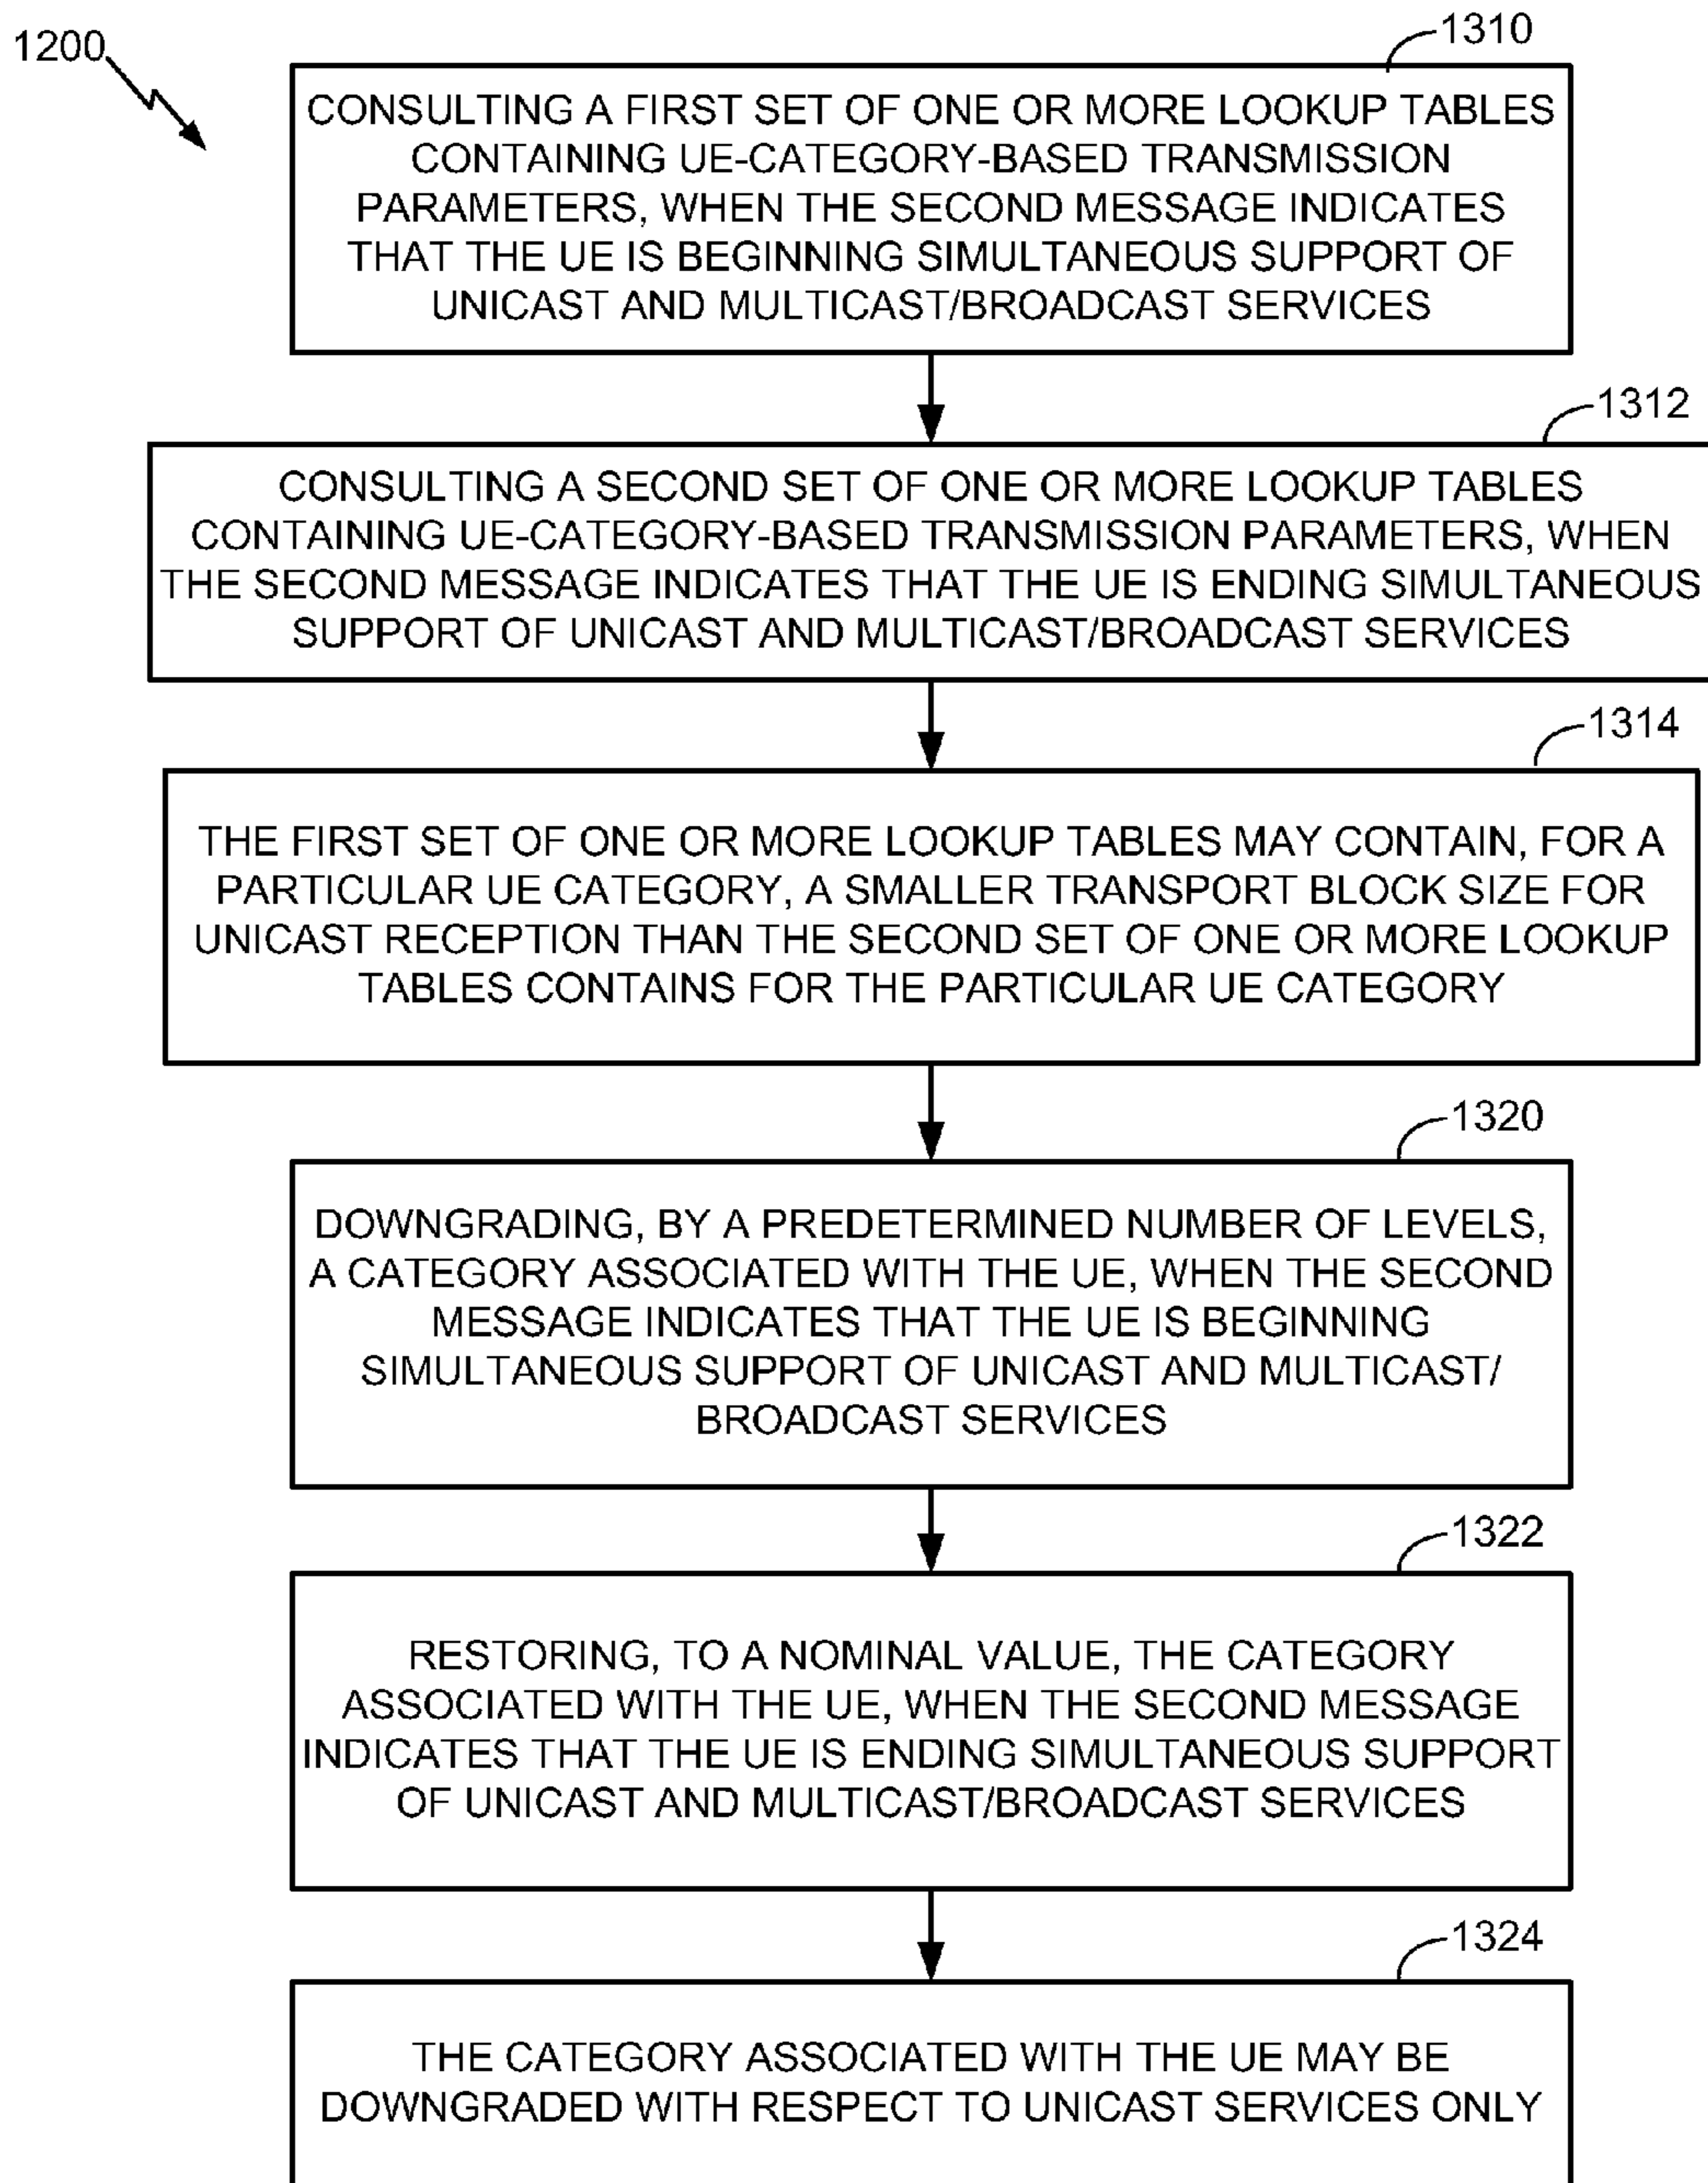 1200
1310
CONSULTING A FIRST SET OF ONE OR MORE LOOKUP TABLES
CONTAINING UE-CATEGORY-BASED TRANSMISSION
PARAMETERS, WHEN THE SECOND MESSAGE INDICATES
THAT THE UE IS BEGINNING SIMULTANEOUS SUPPORT OF
UNICAST AND MULTICAST/BROADCAST SERVICES
1312
CONSULTING A SECOND SET OF ONE OR MORE LOOKUP TABLES
CONTAINING UE-CATEGORY-BASED TRANSMISSION PARAMETERS, WHEN
THE SECOND MESSAGE INDICATES THAT THE UE IS ENDING SIMULTANEOUS
SUPPORT OF UNICAST AND MULTICAST/BROADCAST SERVICES
1314
THE FIRST SET OF ONE OR MORE LOOKUP TABLES MAY CONTAIN, FOR A
PARTICULAR UE CATEGORY, A SMALLER TRANSPORT BLOCK SIZE FOR
UNICAST RECEPTION THAN THE SECOND SET OF ONE OR MORE LOOKUP
TABLES CONTAINS FOR THE PARTICULAR UE CATEGORY
1320
DOWNGRADING, BY A PREDETERMINED NUMBER OF LEVELS,
A CATEGORY ASSOCIATED WITH THE UE, WHEN THE SECOND
MESSAGE INDICATES THAT THE UE IS BEGINNING
SIMULTANEOUS SUPPORT OF UNICAST AND MULTICAST/
BROADCAST SERVICES
1322
RESTORING, TO A NOMINAL VALUE, THE CATEGORY
ASSOCIATED WITH THE UE, WHEN THE SECOND MESSAGE
INDICATES THAT THE UE IS ENDING SIMULTANEOUS SUPPORT
OF UNICAST AND MULTICAST/BROADCAST SERVICES
1324
THE CATEGORY ASSOCIATED WITH THE UE MAY BE
DOWNGRADED WITH RESPECT TO UNICAST SERVICES ONLY